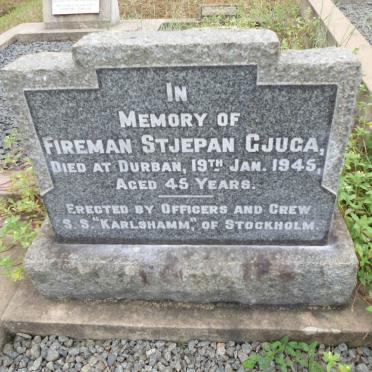 IN
MEMORY OF
FIREMAN STJEPAN GJUGA,
DIED AT DURBAN, 19TH JAN. 1945,
AGED 45 YEARS.
ERECTED BY OFFICERS AND CREW
S.S. "KARLSHAMM," OF STOCKHOLM.